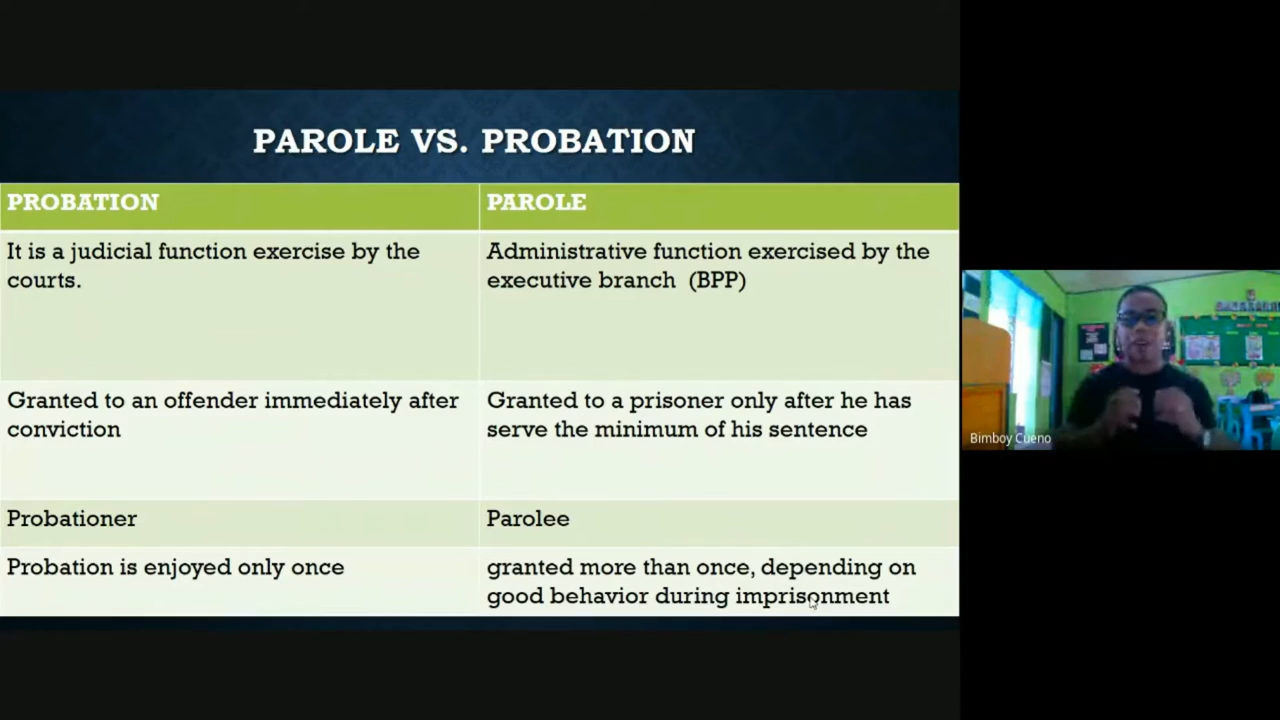 PAROLE VS. PROBATION
PROBATION
PAROLE
It is a judicial function exercise by the
courts.
Administrative function exercised by the
executive branch (BPP)
Granted to an offender immediately after
conviction
Granted to a prisoner only after he has
serve the minimum of his sentence
Probationer
Parolee
Probation is enjoyed only once
granted more than once, depending on
good behavior during imprisonment
Bimboy Cueno